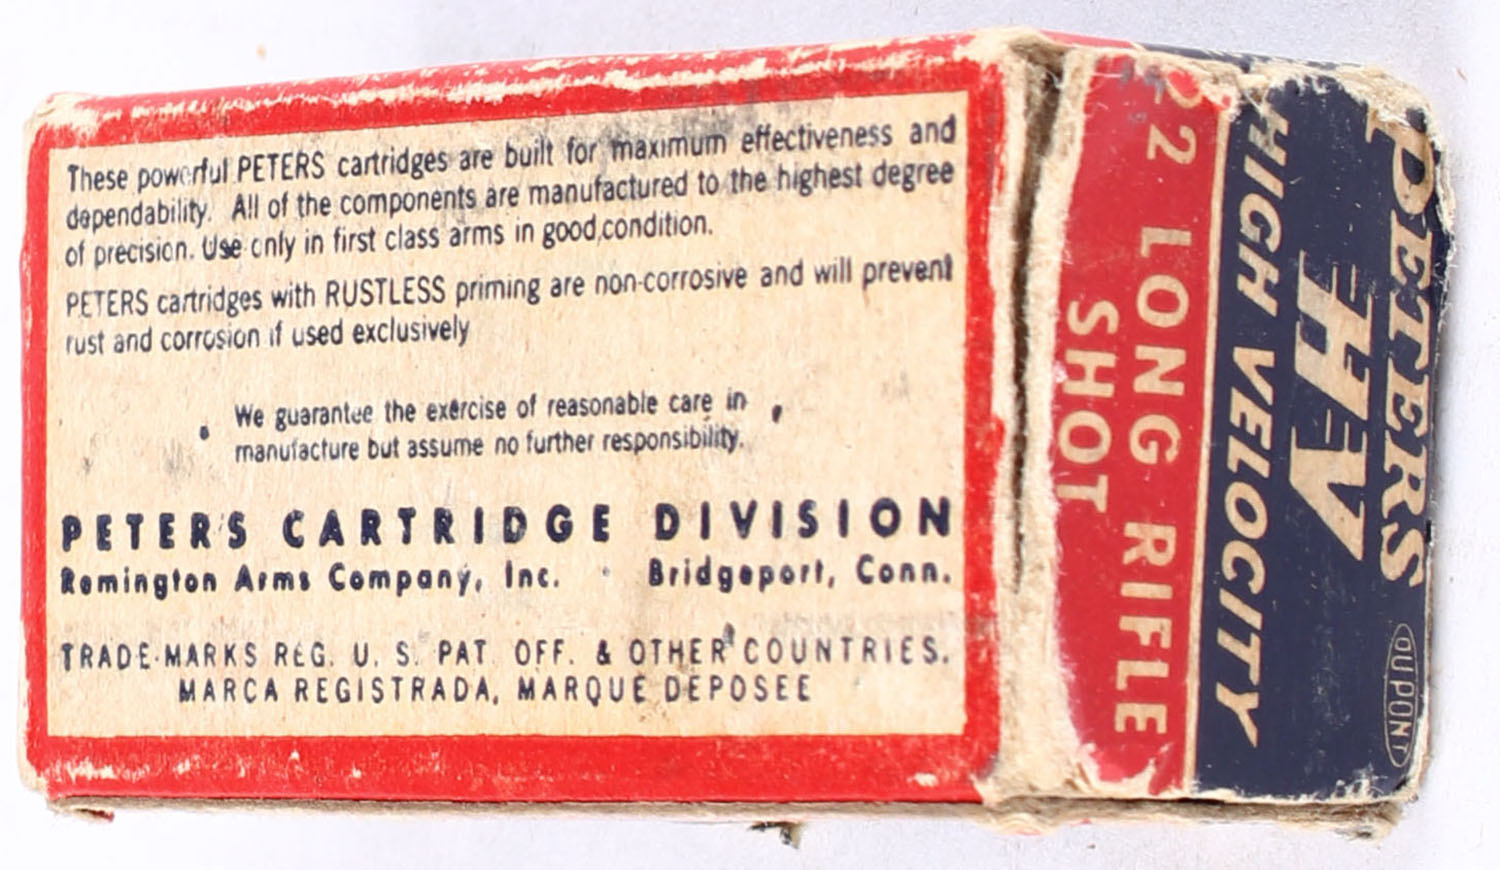 These powerful PETERS cartridges are built for maximum effectiveness and
dependability. All of the components are manufactured to the highest degree
of precision. Use only in first class arms in good condition.
PETERS cartridges with RUSTLESS priming are non-corrosive and will prevent
rust and corrosion if used exclusively
We guarantee the exercise of reasonable care in
manufacture but assume no further responsibility.
PETERS CARTRIDGE DIVISION
Remington Arms Company, Inc. · Bridgeport, Conn.
TRADE-MARKS REG. U. S. PAT. OFF. & OTHER COUNTRIES.
MARCA REGISTRADA, MARQUE DEPOSEE
PETERS
HV
HIGH VELOCITY
22 LONG RIFLE
SHOT
DUPONT